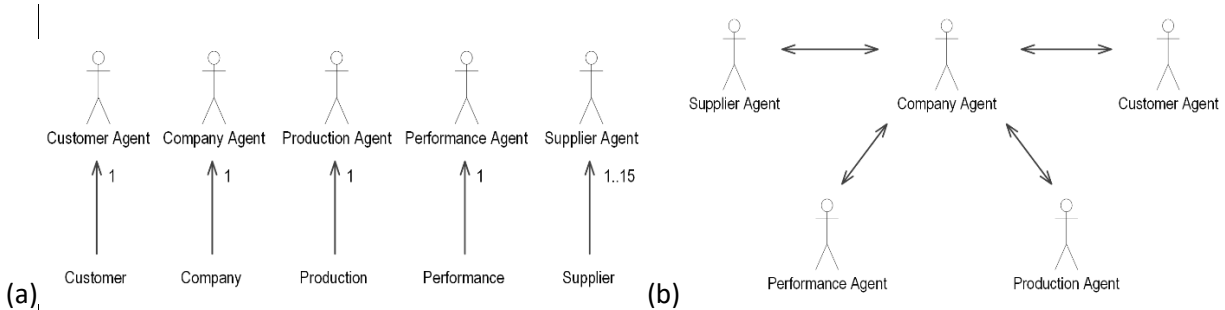 Customer Agent Company Agent Production Agent Performance Agent Supplier Agent
1 1 1 1 1..15
Customer Company Production Performance Supplier
(a)
Supplier Agent Company Agent Customer Agent
Performance Agent Production Agent
(b)